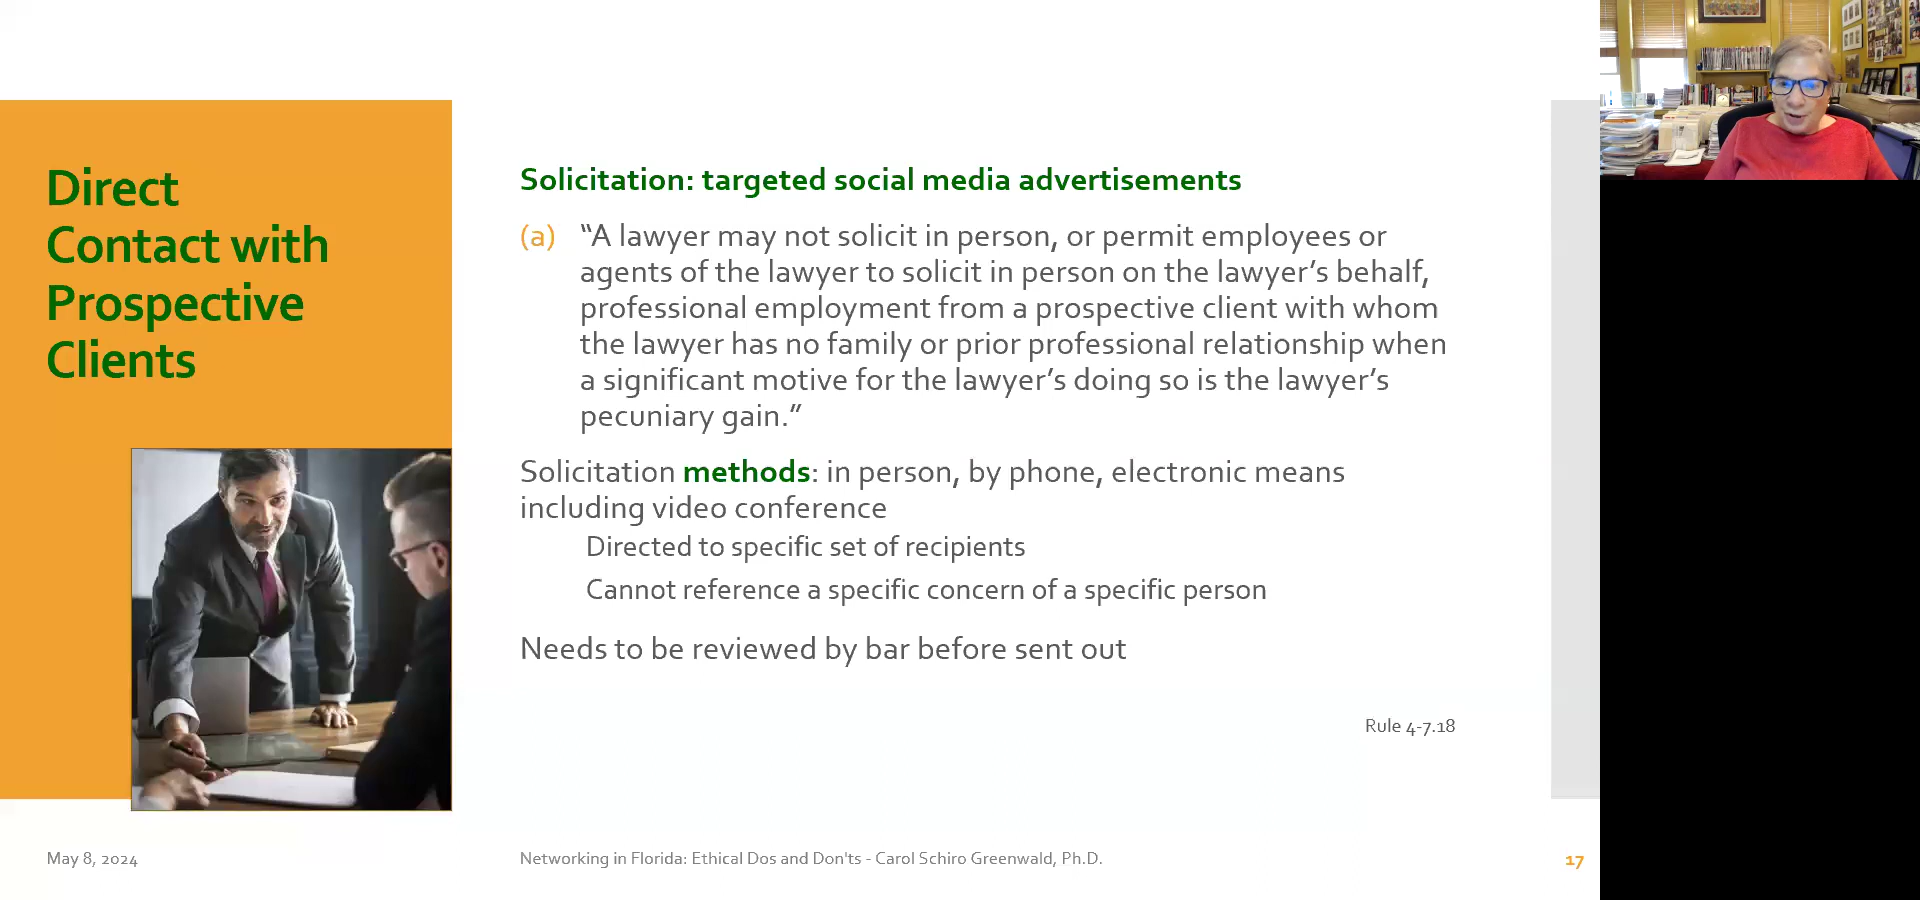 Direct
Contact with
Prospective
Clients
Solicitation: targeted social media advertisements
(a) “A lawyer may not solicit in person, or permit employees or
agents of the lawyer to solicit in person on the lawyer’s behalf,
professional employment from a prospective client with whom
the lawyer has no family or prior professional relationship when
a significant motive for the lawyer’s doing so is the lawyer’s
pecuniary gain.”
Solicitation methods: in person, by phone, electronic means
including video conference
Directed to specific set of recipients
Cannot reference a specific concern of a specific person
Needs to be reviewed by bar before sent out
Rule 4-7.18
May 8, 2024
Networking in Florida: Ethical Dos and Don'ts - Carol Schiro Greenwald, Ph.D.
17